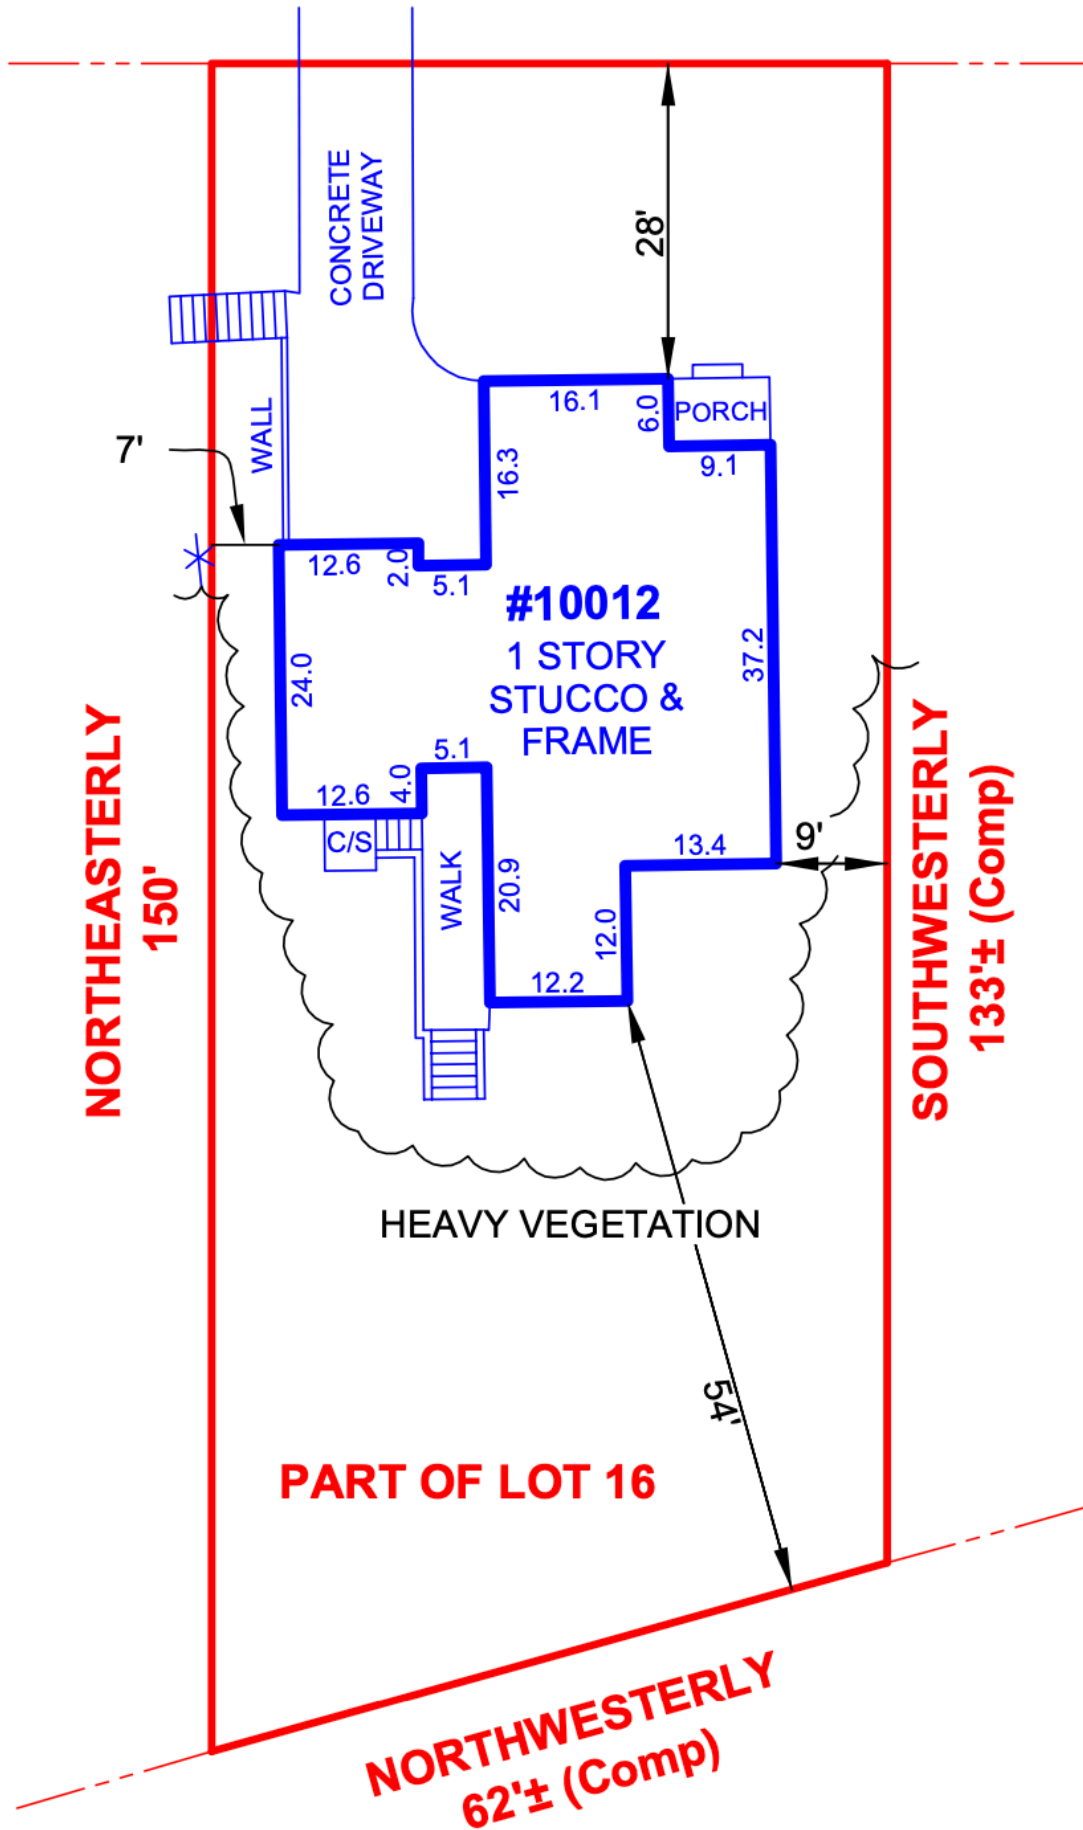 CONCRETE
DRIVEWAY
28'
16.1
6.0
PORCH
9.1
WALL
7'
16.3
12.6
2.0
5.1
#10012
1 STORY
STUCCO &
FRAME
24.0
37.2
5.1
4.0
12.6
C/S
WALK
20.9
13.4
9'
12.0
12.2
NORTHEASTERLY
150'
SOUTHWESTERLY
133'± (Comp)
HEAVY VEGETATION
54'
PART OF LOT 16
NORTHWESTERLY
62'± (Comp)